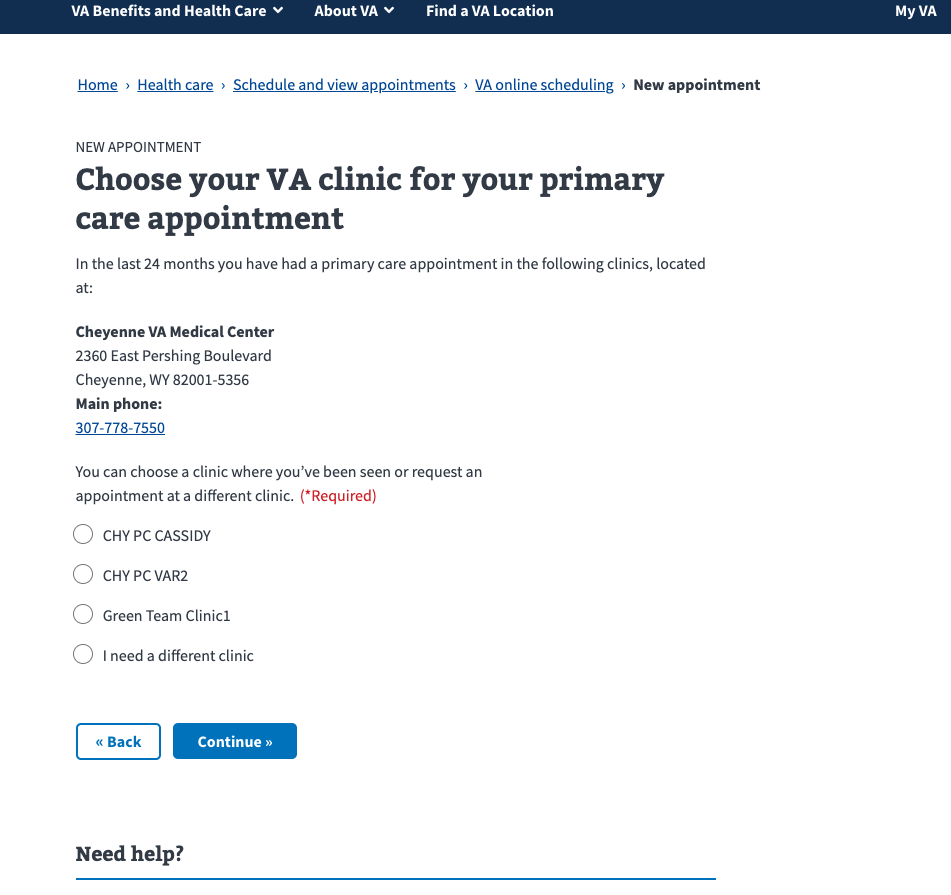 VA Benefits and Health Care About VA Find a VA Location My VA
Home › Health care › Schedule and view appointments › VA online scheduling › New appointment
NEW APPOINTMENT
Choose your VA clinic for your primary
care appointment
In the last 24 months you have had a primary care appointment in the following clinics, located
at:
Cheyenne VA Medical Center
2360 East Pershing Boulevard
Cheyenne, WY 82001-5356
Main phone:
307-778-7550
You can choose a clinic where you’ve been seen or request an
appointment at a different clinic. (*Required)
CHY PC CASSIDY
CHY PC VAR2
Green Team Clinic1
I need a different clinic
« Back Continue »
Need help?